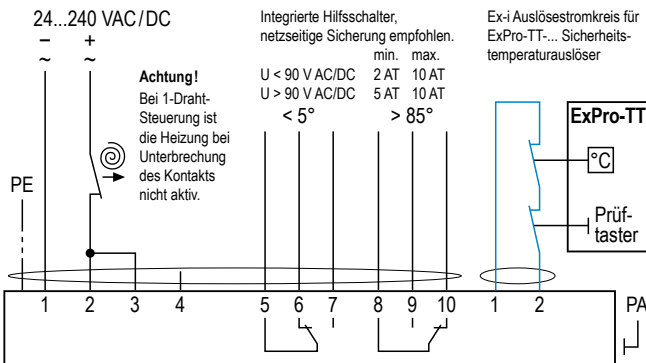 24...240 VAC/DC
– +
~ ~
Achtung!
Bei 1-Draht-
Steuerung ist
die Heizung bei
Unterbrechung
des Kontakts
nicht aktiv.
PE
Integrierte Hilfsschalter,
netzseitige Sicherung empfohlen.
min. max.
U < 90 V AC/DC 2 AT 10 AT
U > 90 V AC/DC 5 AT 10 AT
< 5° > 85°
Ex-i Auslösestromkreis für
ExPro-TT-... Sicherheits-
temperaturauslöser
ExPro-TT
°C
Prüf-
taster
1 2 3 4 5 6 7 8 9 10 1 2 PA